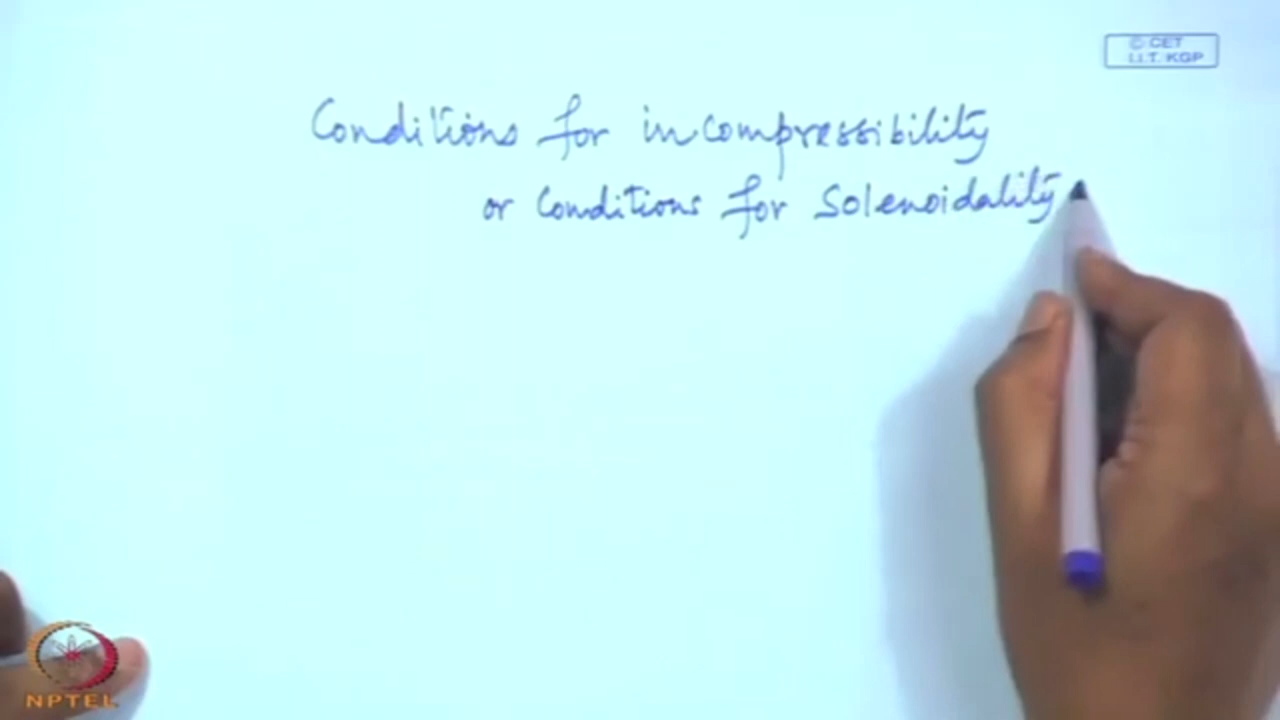 © CET
I.I.T. KGP
Conditions for incompressibility
or Conditions for Solenoidality
NPTEL